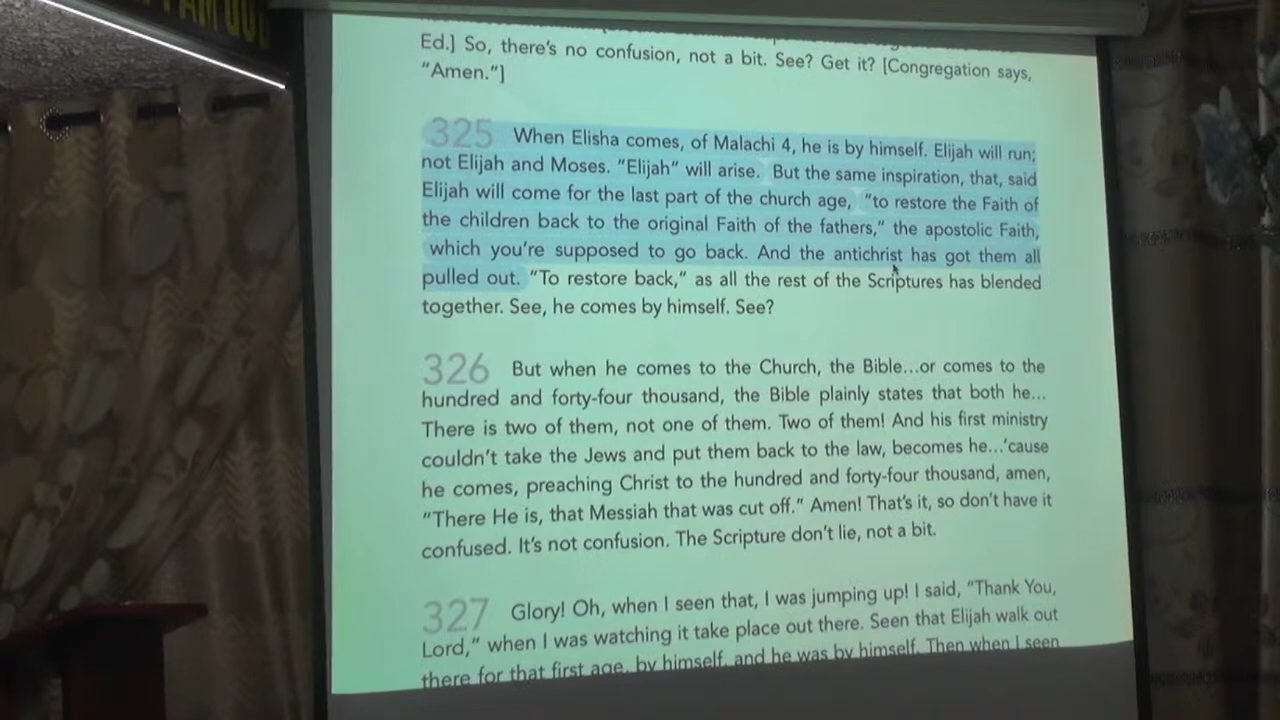 I AM GOD
Ed.] So, there's no confusion, not a bit. See? Get it? [Congregation says,
"Amen."]
325 When Elisha comes, of Malachi 4, he is by himself. Elijah will run;
not Elijah and Moses. "Elijah" will arise. But the same inspiration, that, said
Elijah will come for the last part of the church age, "to restore the Faith of
the children back to the original Faith of the fathers," the apostolic Faith,
which you're supposed to go back. And the antichrist has got them all
pulled out. "To restore back," as all the rest of the Scriptures has blended
together. See, he comes by himself. See?
326 But when he comes to the Church, the Bible...or comes to the
hundred and forty-four thousand, the Bible plainly states that both he...
There is two of them, not one of them. Two of them! And his first ministry
couldn't take the Jews and put them back to the law, becomes he...'cause
he comes, preaching Christ to the hundred and forty-four thousand, amen,
"There He is, that Messiah that was cut off." Amen! That's it, so don't have it
confused. It's not confusion. The Scripture don't lie, not a bit.
327 Glory! Oh, when I seen that, I was jumping up! I said, "Thank You,
Lord," when I was watching it take place out there. Seen that Elijah walk out
there for that first age, by himself, and he was by himself. Then when I seen